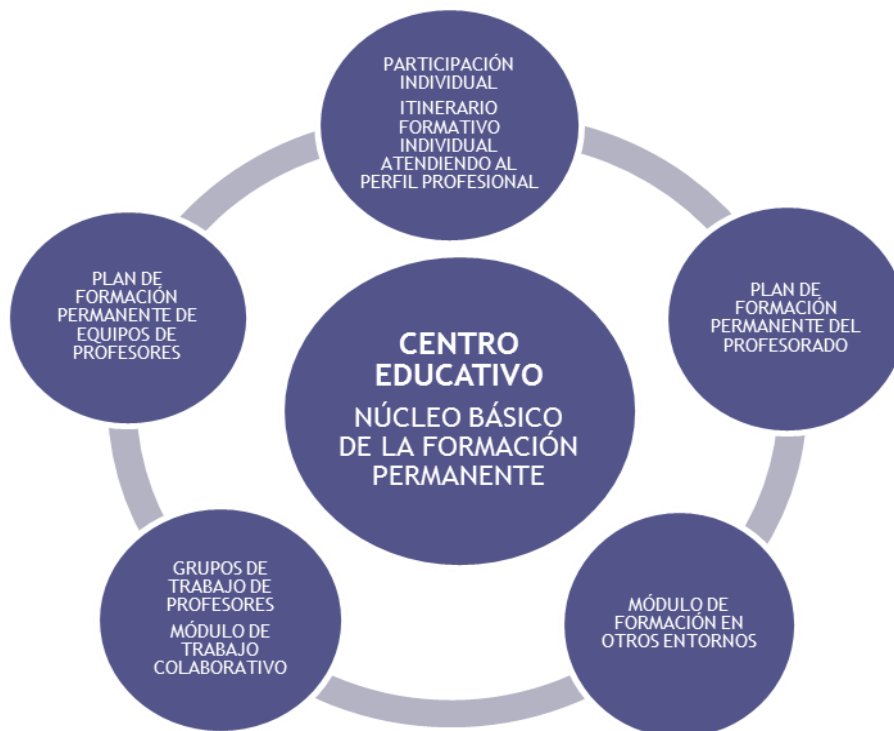 PARTICIPACIÓN
INDIVIDUAL
ITINERARIO
FORMATIVO
INDIVIDUAL
ATENDIENDO AL
PERFIL PROFESIONAL
PLAN DE
FORMACIÓN
PERMANENTE DEL
PROFESORADO
MÓDULO DE
FORMACIÓN EN
OTROS ENTORNOS
GRUPOS DE
TRABAJO DE
PROFESORES
MÓDULO DE
TRABAJO
COLABORATIVO
PLAN DE
FORMACIÓN
PERMANENTE DE
EQUIPOS DE
PROFESORES
CENTRO
EDUCATIVO
NÚCLEO BÁSICO
DE LA FORMACIÓN
PERMANENTE